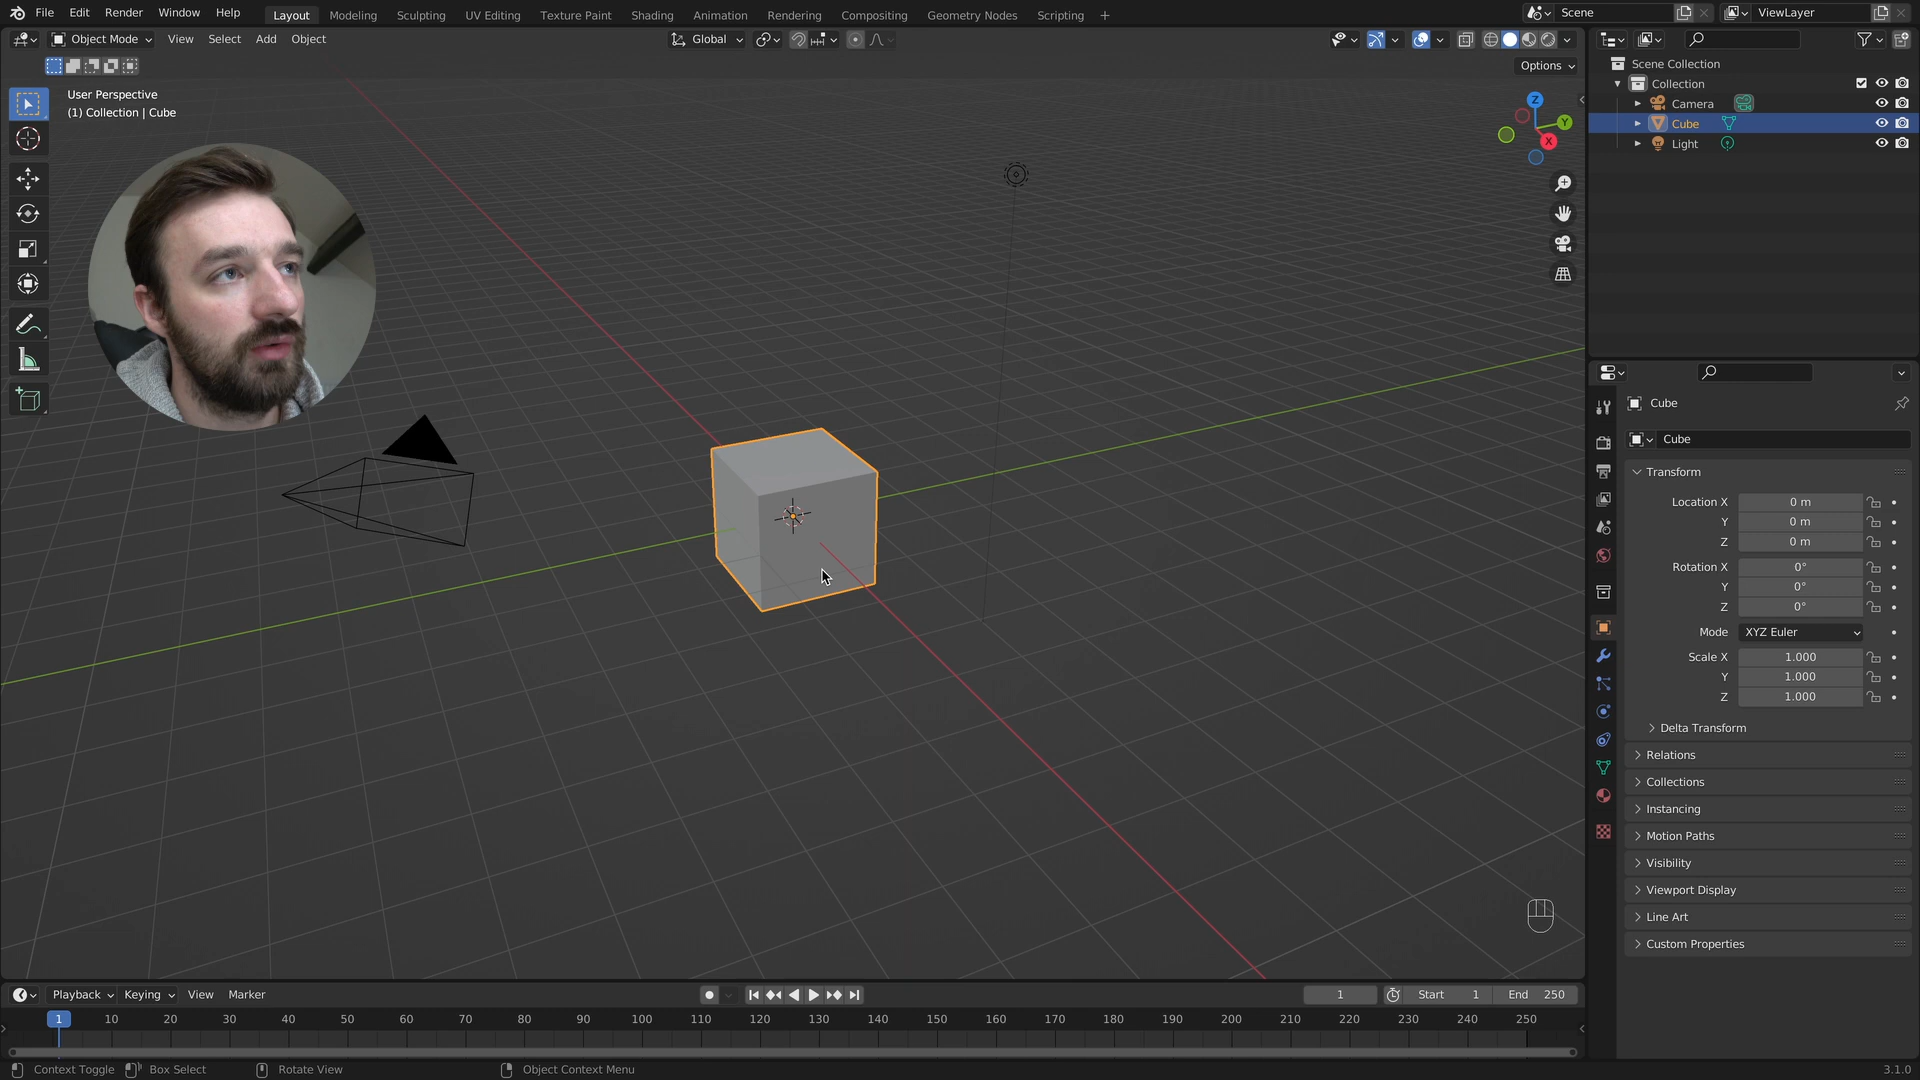 File Edit Render Window Help Layout Modeling Sculpting UV Editing Texture Paint Shading Animation Rendering Compositing Geometry Nodes Scripting + Scene ViewLayer
Object Mode View Select Add Object Global
Options
User Perspective
(1) Collection | Cube
Z
Y
X
Scene Collection
Collection
Camera
Cube
Light
Cube
Cube
Transform
Location X 0 m
Y 0 m
Z 0 m
Rotation X 0°
Y 0°
Z 0°
Mode XYZ Euler
Scale X 1.000
Y 1.000
Z 1.000
Delta Transform
Relations
Collections
Instancing
Motion Paths
Visibility
Viewport Display
Line Art
Custom Properties
Playback Keying View Marker 1 Start 1 End 250
1 10 20 30 40 50 60 70 80 90 100 110 120 130 140 150 160 170 180 190 200 210 220 230 240 250
Context Toggle Box Select Rotate View Object Context Menu 3.1.0